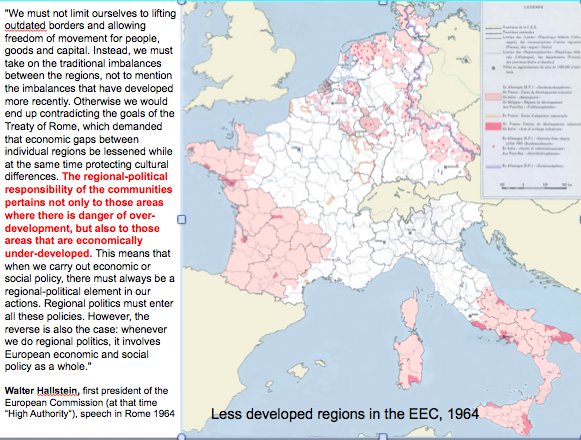 "We must not limit ourselves to lifting
outdated borders and allowing
freedom of movement for people,
goods and capital. Instead, we must
take on the traditional imbalances
between the regions, not to mention
the imbalances that have developed
more recently. Otherwise we would
end up contradicting the goals of the
Treaty of Rome, which demanded
that economic gaps between
individual regions be lessened while
at the same time protecting cultural
differences. The regional-political
responsibility of the communities
pertains not only to those areas
where there is danger of over-
development, but also to those
areas that are economically
under-developed. This means that
when we carry out economic or
social policy, there must always be a
regional-political element in our
actions. Regional politics must enter
all these policies. However, the
reverse is also the case: whenever
we do regional politics, it involves
European economic and social
policy as a whole."
Walter Hallstein, first president of the
European Commission (at that time
"High Authority"), speech in Rome 1964
Less developed regions in the EEC, 1964